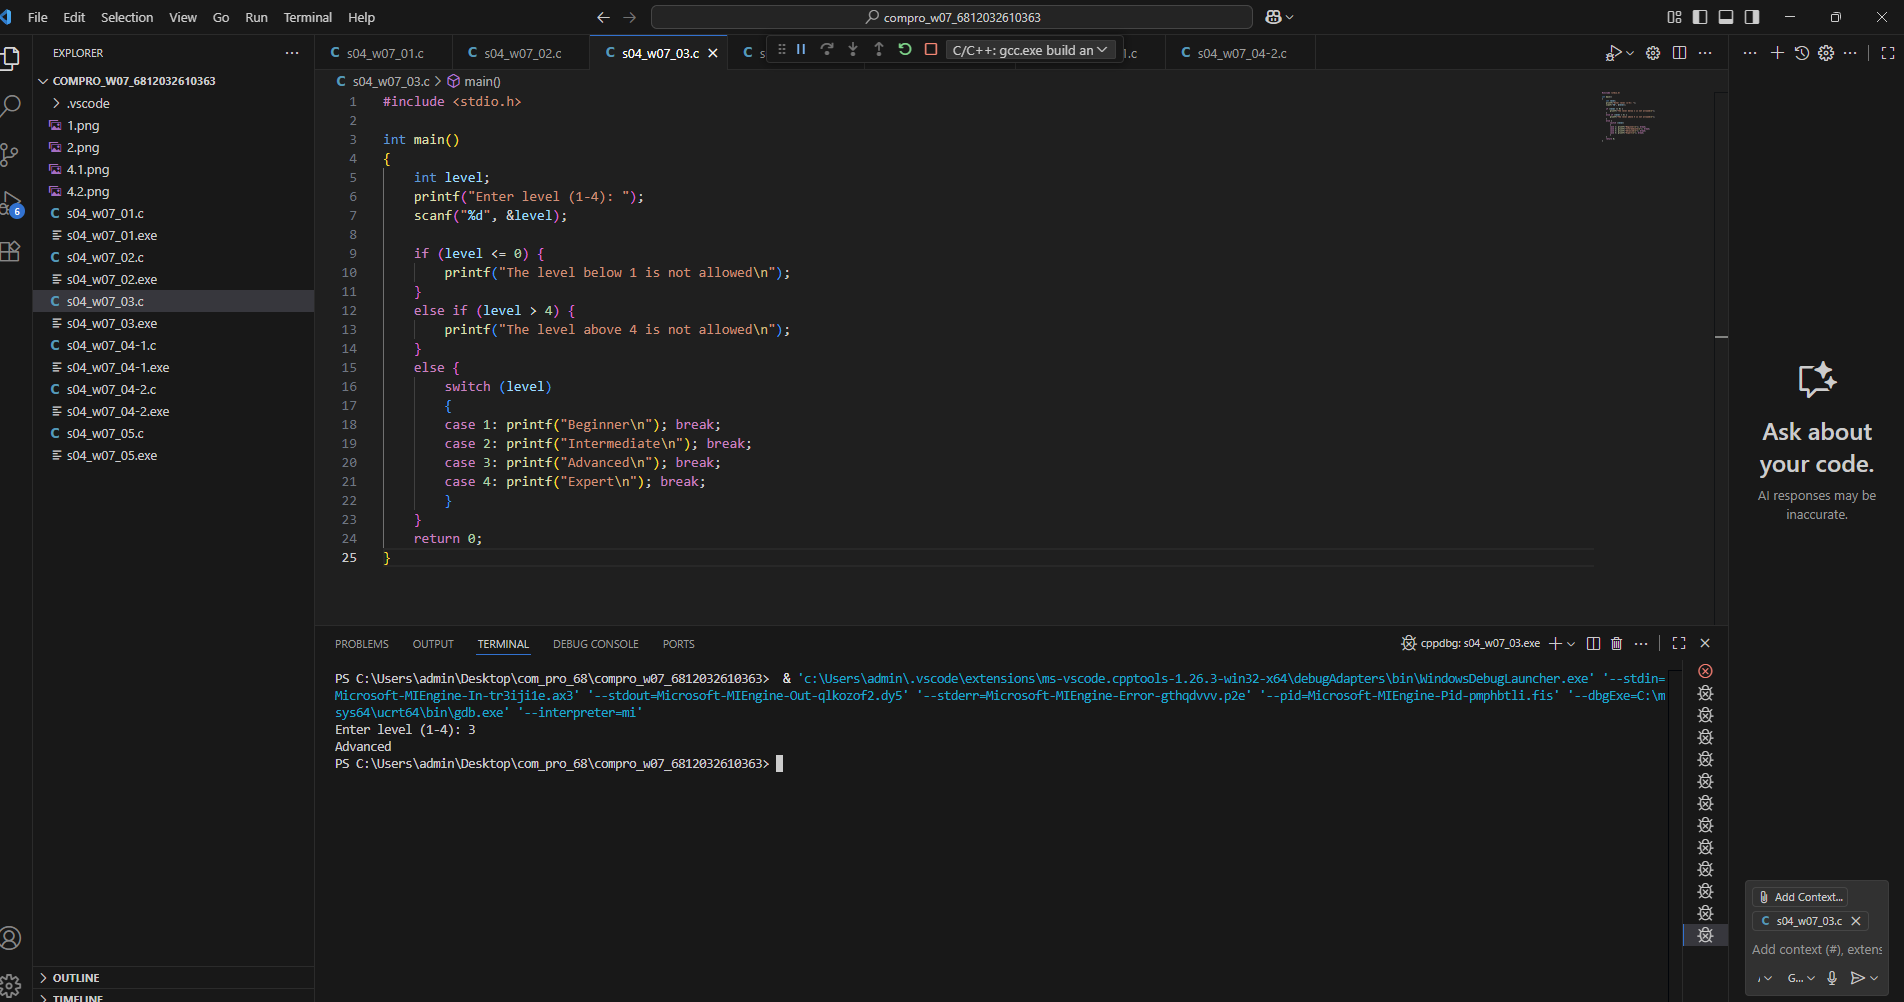 File Edit Selection View Go Run Terminal Help
compro_w07_6812032610363
EXPLORER
COMPRO_W07_6812032610363
.vscode
1.png
2.png
4.1.png
4.2.png
C s04_w07_01.c
s04_w07_01.exe
C s04_w07_02.c
s04_w07_02.exe
C s04_w07_03.c
s04_w07_03.exe
C s04_w07_04-1.c
s04_w07_04-1.exe
C s04_w07_04-2.c
s04_w07_04-2.exe
C s04_w07_05.c
s04_w07_05.exe
6
OUTLINE
TIMELINE
C s04_w07_01.c C s04_w07_02.c C s04_w07_03.c C s C/C++: gcc.exe build an 1.c C s04_w07_04-2.c
C s04_w07_03.c > main()
1 #include <stdio.h>
2
3 int main()
4 {
5 int level;
6 printf("Enter level (1-4): ");
7 scanf("%d", &level);
8
9 if (level <= 0) {
10 printf("The level below 1 is not allowed\n");
11 }
12 else if (level > 4) {
13 printf("The level above 4 is not allowed\n");
14 }
15 else {
16 switch (level)
17 {
18 case 1: printf("Beginner\n"); break;
19 case 2: printf("Intermediate\n"); break;
20 case 3: printf("Advanced\n"); break;
21 case 4: printf("Expert\n"); break;
22 }
23 }
24 return 0;
25 }
PROBLEMS OUTPUT TERMINAL DEBUG CONSOLE PORTS
cppdbg: s04_w07_03.exe
PS C:\Users\admin\Desktop\com_pro_68\compro_w07_6812032610363> & 'c:\Users\admin\.vscode\extensions\ms-vscode.cpptools-1.26.3-win32-x64\debugAdapters\bin\WindowsDebugLauncher.exe' '--stdin=
Microsoft-MIEngine-In-tr3iji1e.ax3' '--stdout=Microsoft-MIEngine-Out-qlkozof2.dy5' '--stderr=Microsoft-MIEngine-Error-gthqdvvv.p2e' '--pid=Microsoft-MIEngine-Pid-pmphbtli.fis' '--dbgExe=C:\m
sys64\ucrt64\bin\gdb.exe' '--interpreter=mi'
Enter level (1-4): 3
Advanced
PS C:\Users\admin\Desktop\com_pro_68\compro_w07_6812032610363>
Ask about
your code.
AI responses may be
inaccurate.
Add Context...
C s04_w07_03.c
Add context (#), extens
G...